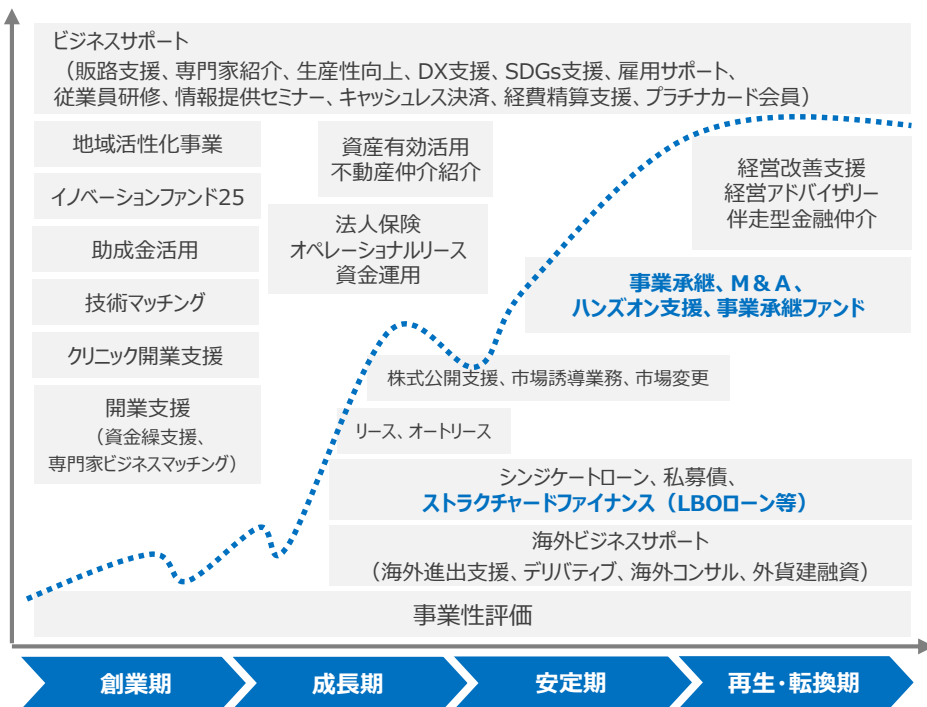 ビジネスサポート
（販路支援、専門家紹介、生産性向上、DX支援、SDGs支援、雇用サポート、
従業員研修、情報提供セミナー、キャッシュレス決済、経費精算支援、プラチナカード会員）
地域活性化事業
イノベーションファンド25
助成金活用
技術マッチング
クリニック開業支援
開業支援
（資金繰支援、
専門家ビジネスマッチング）
資産有効活用
不動産仲介紹介
法人保険
オペレーショナルリース
資金運用
経営改善支援
経営アドバイザリー
伴走型金融仲介
事業承継、M＆A、
ハンズオン支援、事業承継ファンド
株式公開支援、市場誘導業務、市場変更
リース、オートリース
シンジケートローン、私募債、
ストラクチャードファイナンス（LBOローン等）
海外ビジネスサポート
（海外進出支援、デリバティブ、海外コンサル、外貨建融資）
事業性評価
創業期
成長期
安定期
再生・転換期